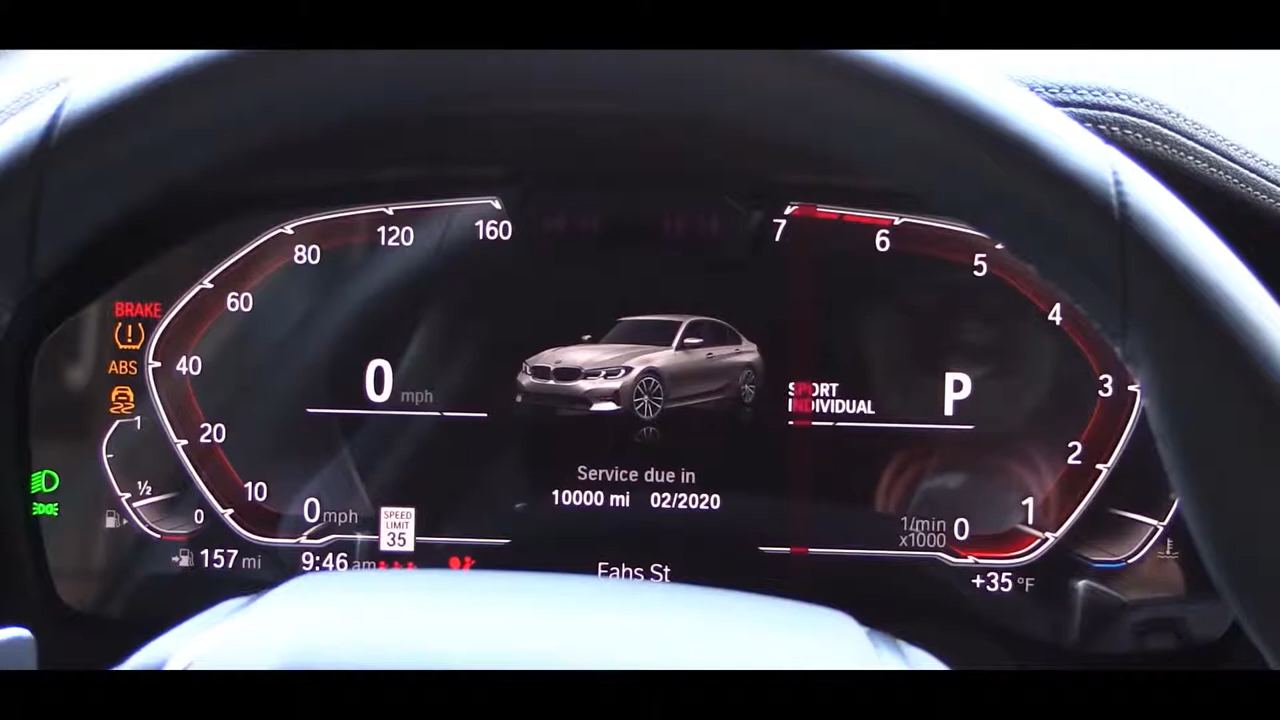 160
120
80
60
40
20
10
0
7
6
5
4
3
2
1
0
BRAKE
ABS
0 mph
SPORT
INDIVIDUAL
P
1
½
0
Service due in
10000 mi 02/2020
0 mph
SPEED
LIMIT
35
1/min
x1000
157 mi
9:46 am
Fahs St
+35 °F